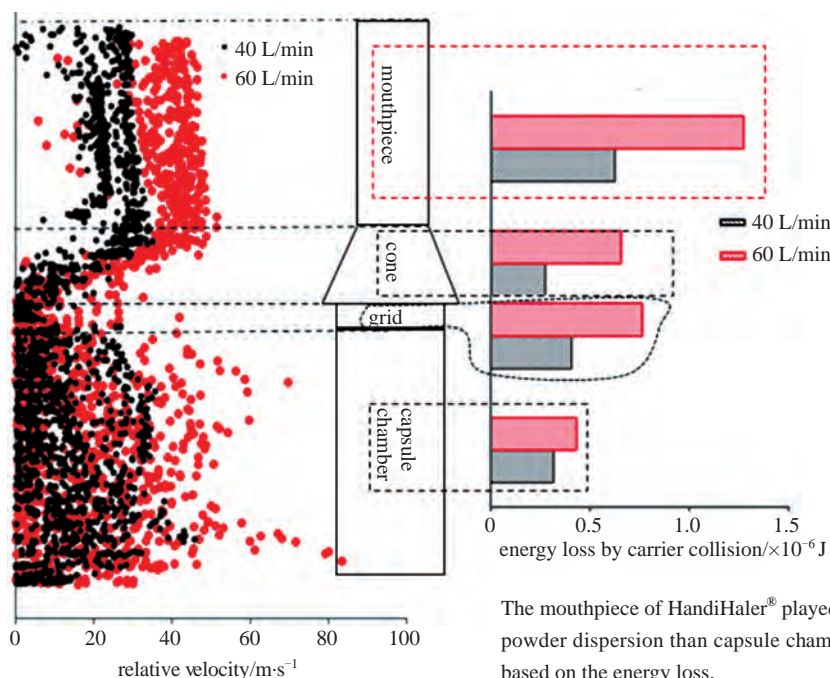 40 L/min
60 L/min
mouthpiece
cone
grid
capsule
chamber
0 20 40 60 80 100
relative velocity/m·s⁻¹
40 L/min
60 L/min
0 0.5 1.0 1.5
energy loss by carrier collision/×10⁻⁶ J
The mouthpiece of HandiHaler® played
powder dispersion than capsule cham
based on the energy loss.